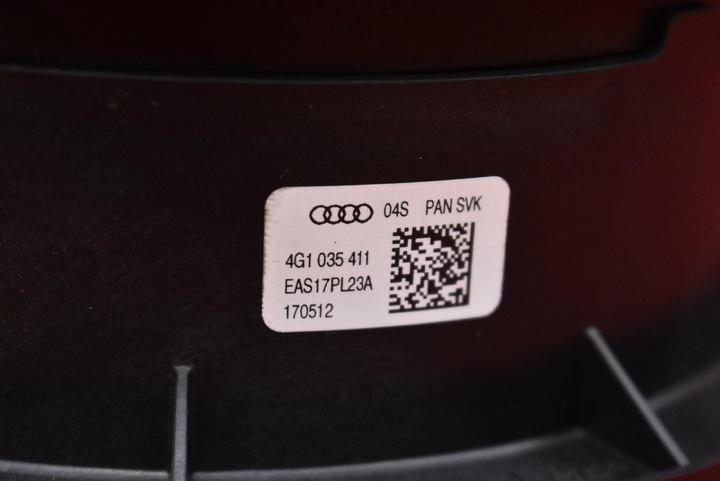 04S PAN SVK
4G1 035 411
EAS17PL23A
170512